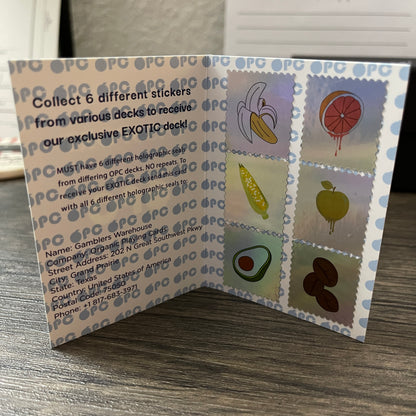 Collect 6 different stickers
from various decks to receive
our exclusive EXOTIC deck!
MUST have 6 different holographic seals
from differing OPC decks. NO repeats. To
receive your EXOTIC deck send this card
with all 6 different holographic seals to:
Name: Gamblers Warehouse
Company: Organic Playing Cards
Street Address: 202 N Great Southwest Pkwy
City: Grand Prairie
State: Texas
Country: United States of America
Postal Code: 75050
Phone: +1 817-683-3971